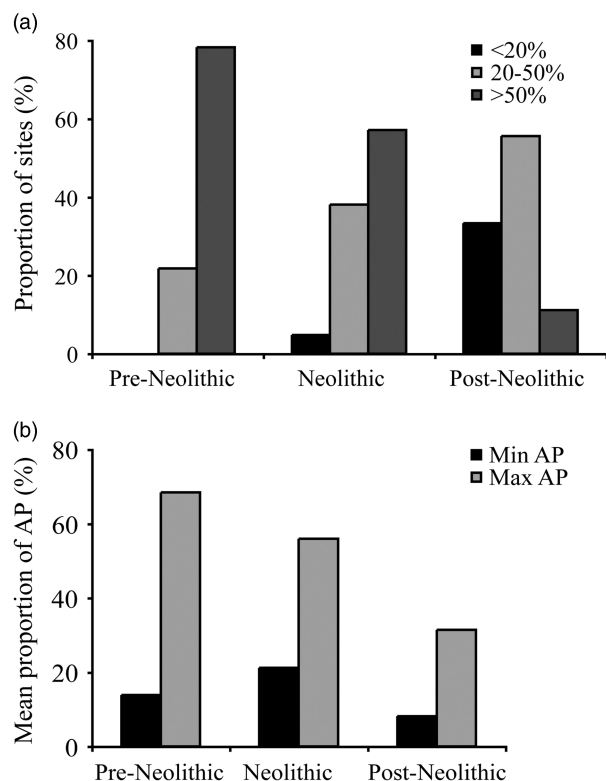 (a)
Proportion of sites (%)
80
60
40
20
0
<20%
20-50%
>50%
Pre-Neolithic
Neolithic
Post-Neolithic
(b)
Mean proportion of AP (%)
80
60
40
20
0
Min AP
Max AP
Pre-Neolithic
Neolithic
Post-Neolithic